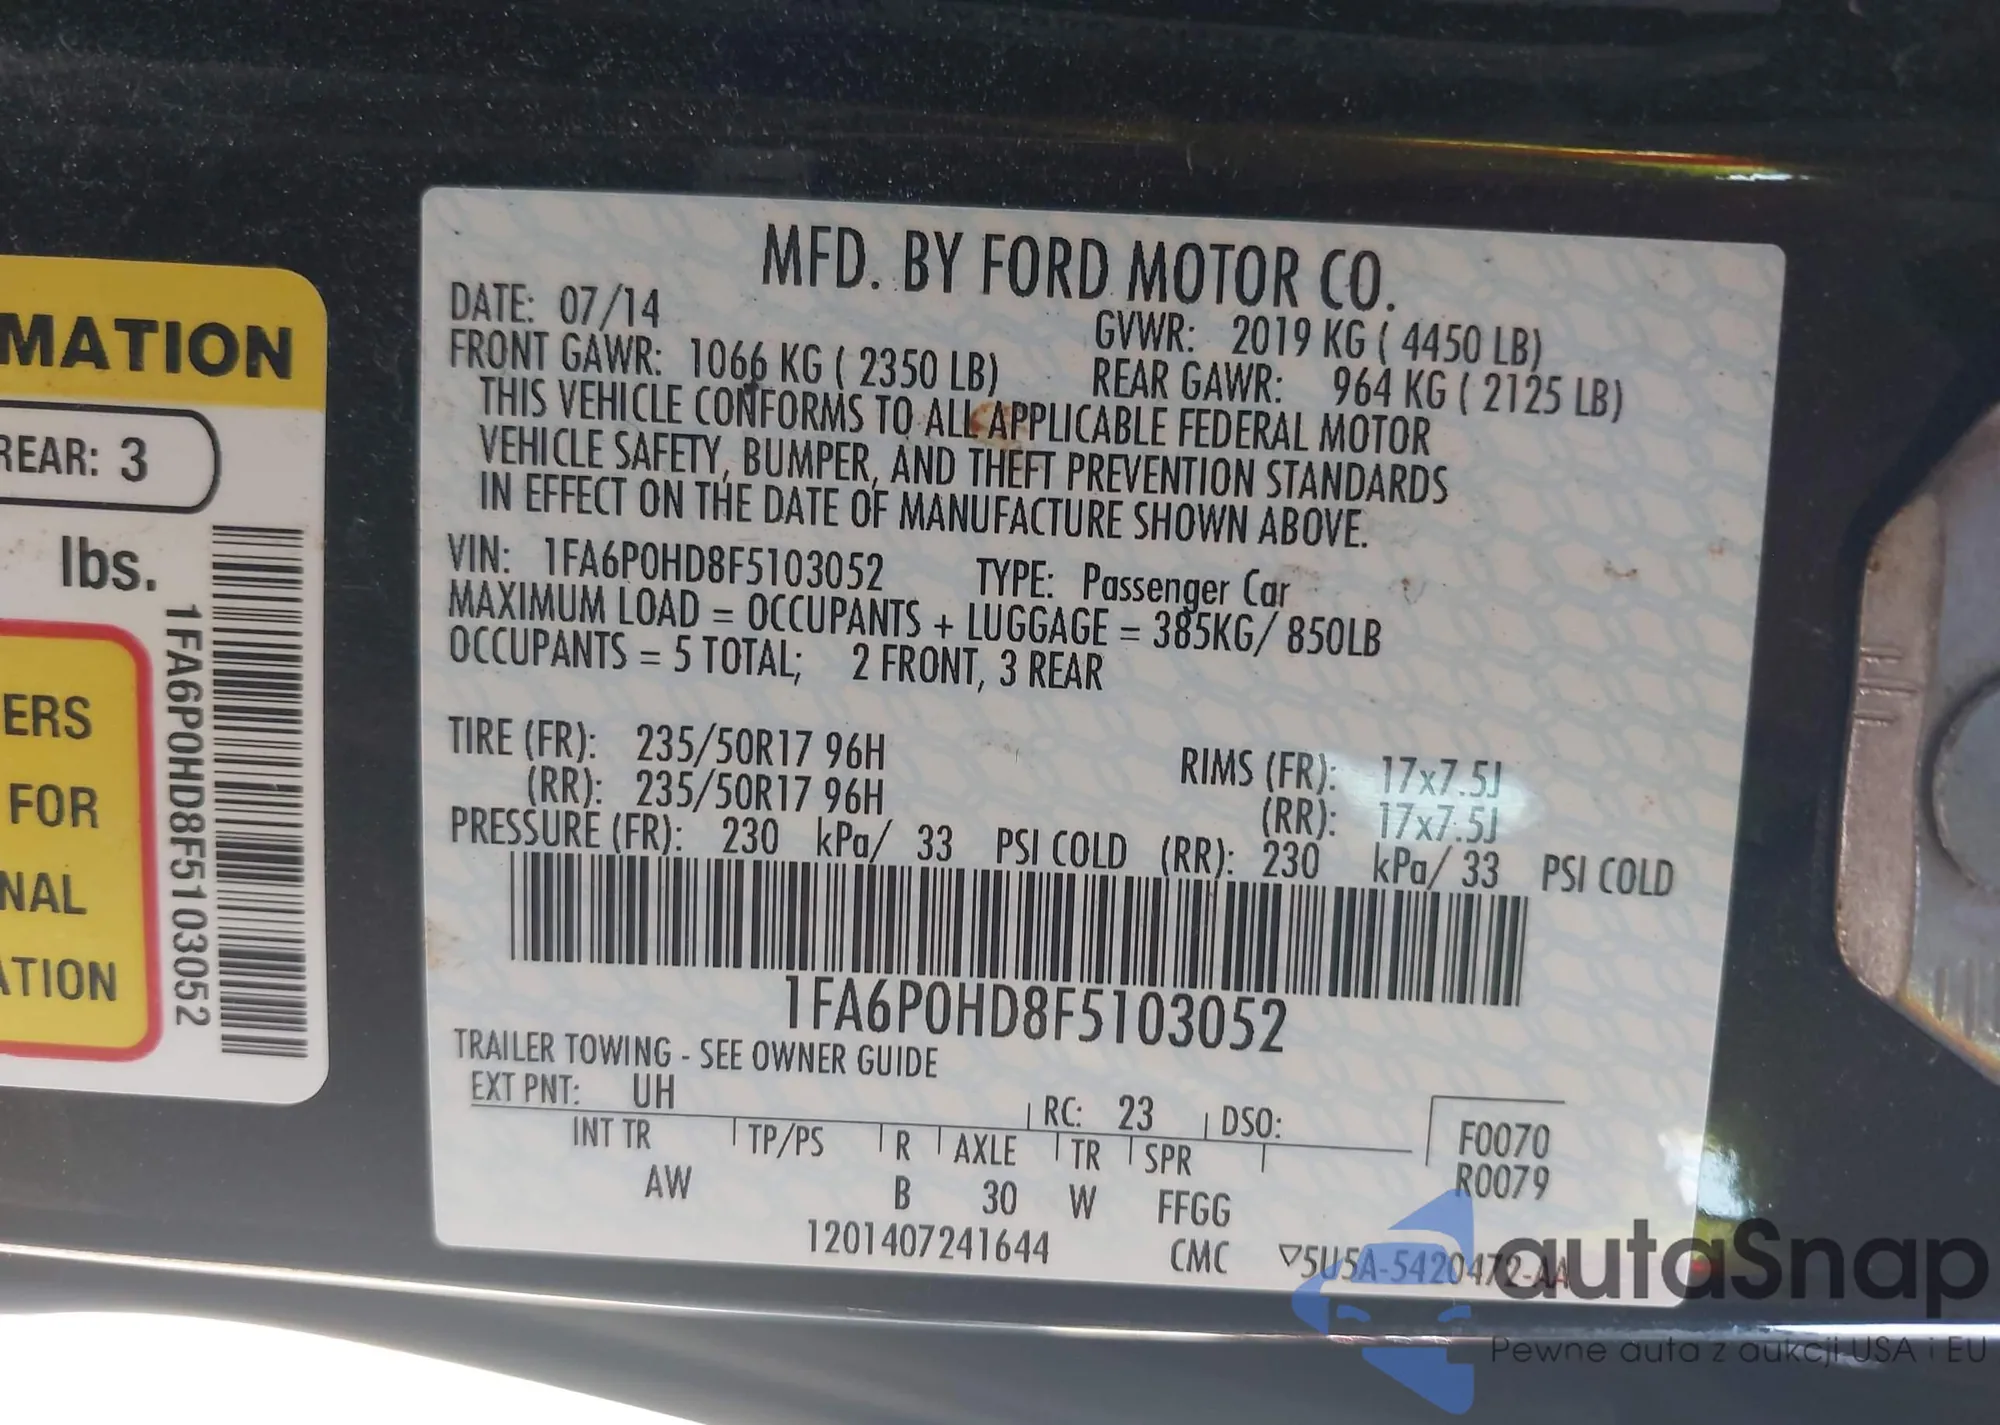 MATION
REAR: 3
lbs.
ERS
FOR
NAL
ATION
1FA6P0HD8F5103052
MFD. BY FORD MOTOR CO.
DATE: 07/14
GVWR: 2019 KG ( 4450 LB)
FRONT GAWR: 1066 KG ( 2350 LB)
REAR GAWR: 964 KG ( 2125 LB)
THIS VEHICLE CONFORMS TO ALL APPLICABLE FEDERAL MOTOR
VEHICLE SAFETY, BUMPER, AND THEFT PREVENTION STANDARDS
IN EFFECT ON THE DATE OF MANUFACTURE SHOWN ABOVE.
VIN: 1FA6P0HD8F5103052 TYPE: Passenger Car
MAXIMUM LOAD = OCCUPANTS + LUGGAGE = 385KG/ 850LB
OCCUPANTS = 5 TOTAL; 2 FRONT, 3 REAR
TIRE (FR): 235/50R17 96H RIMS (FR): 17x7.5J
(RR): 235/50R17 96H (RR): 17x7.5J
PRESSURE (FR): 230 kPa/ 33 PSI COLD (RR): 230 kPa/ 33 PSI COLD
1FA6P0HD8F5103052
TRAILER TOWING - SEE OWNER GUIDE
EXT PNT: UH RC: 23 DSO:
INT TR TP/PS R AXLE TR SPR
AW B 30 W FFGG
F0070
R0079
1201407241644 CMC ▽5U5A-5420472-AA
autaSnap
Pewne auta z aukcji USA i EU